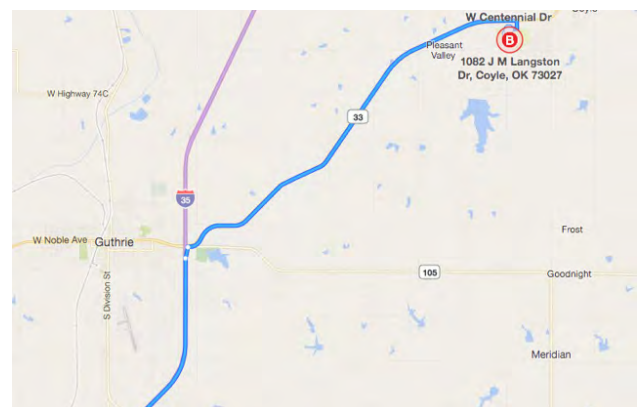 W Centennial Dr
Pleasant
Valley
B
1082 J M Langston
Dr, Coyle, OK 73027
W Highway 74C
33
35
Frost
W Noble Ave
Guthrie
105
Goodnight
S Division St
Meridian